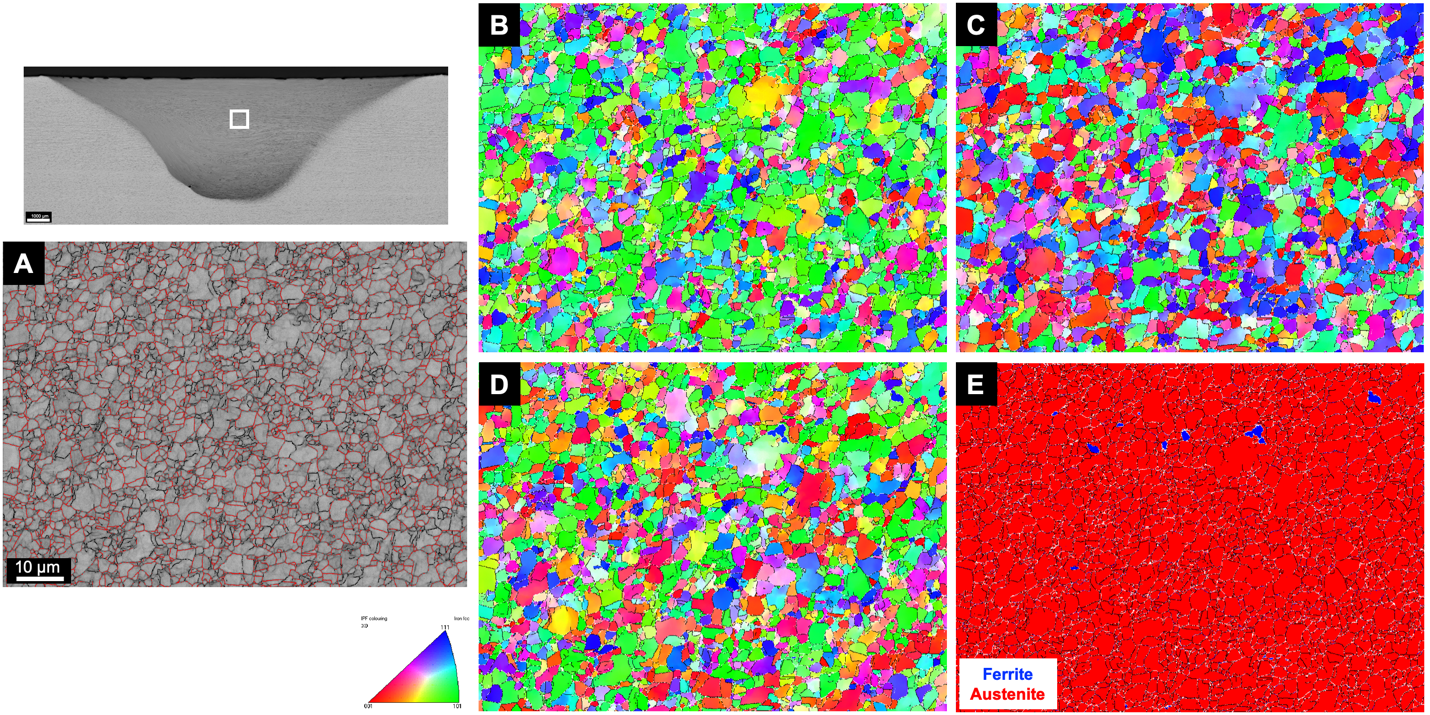 1000 µm
A
10 µm
IPF colouring
Iron fcc
111
001
101
B
C
D
E
Ferrite
Austenite